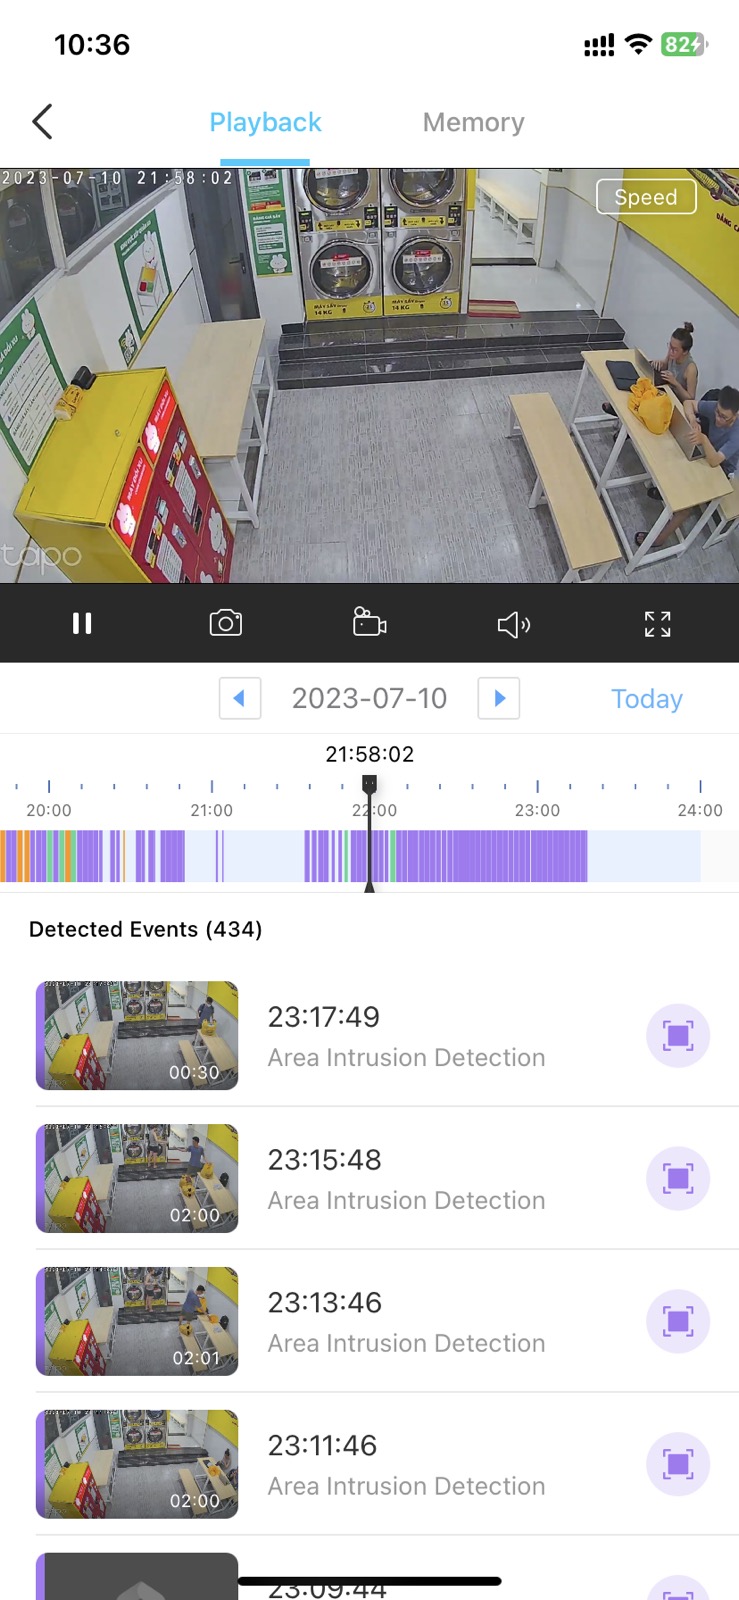 10:36
82
Playback
Memory
2023-07-10 21:58:02
Speed
MÁY SẤY
14 KG
25
MÁY SẤY
14 KG
25
tapo
2023-07-10
Today
21:58:02
20:00
21:00
22:00
23:00
24:00
Detected Events (434)
23:17:49
Area Intrusion Detection
00:30
23:15:48
Area Intrusion Detection
02:00
23:13:46
Area Intrusion Detection
02:01
23:11:46
Area Intrusion Detection
02:00
23:09:44